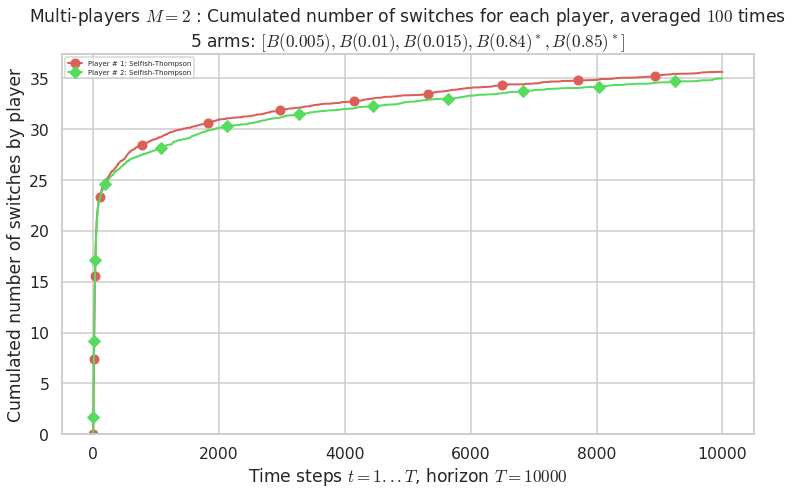 Multi-players M = 2 : Cumulated number of switches for each player, averaged 100 times
5 arms: [B(0.005), B(0.01), B(0.015), B(0.84)*, B(0.85)*]
Player # 1: Selfish-Thompson
Player # 2: Selfish-Thompson
Cumulated number of switches by player
35
30
25
20
15
10
5
0
0 2000 4000 6000 8000 10000
Time steps t = 1...T, horizon T = 10000